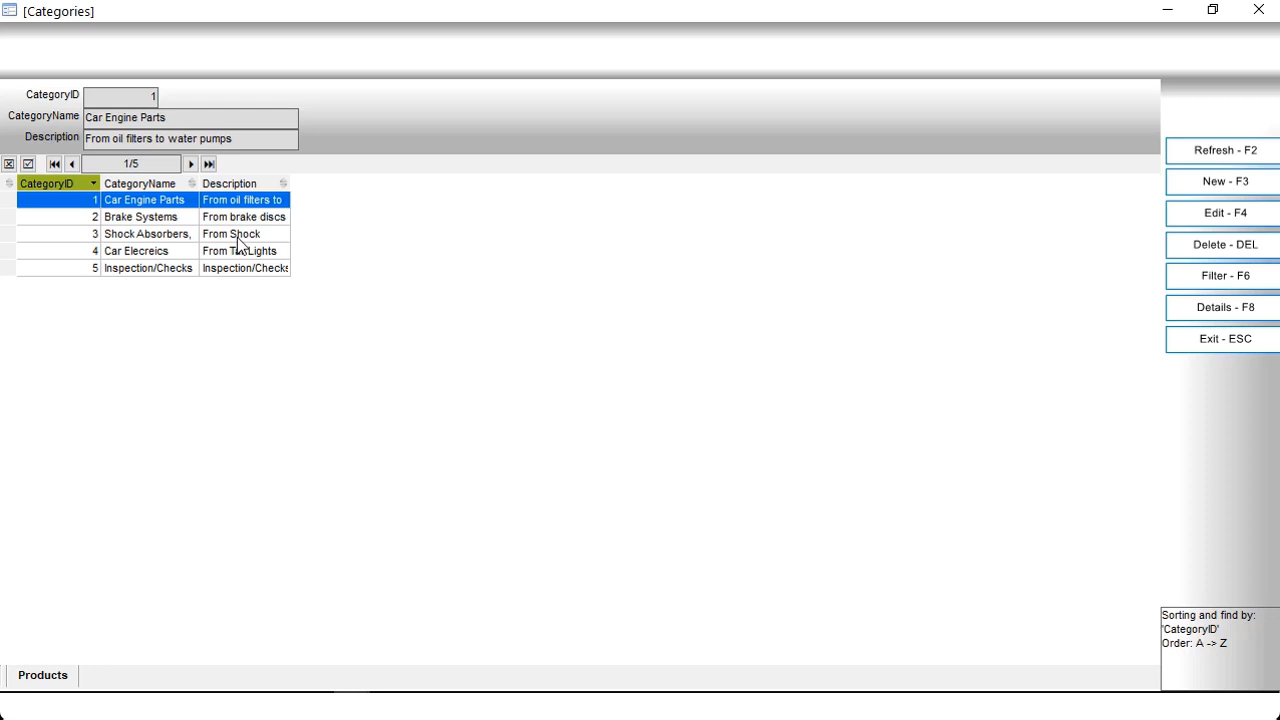 [Categories]
CategoryID 1
CategoryName Car Engine Parts
Description From oil filters to water pumps
1/5
CategoryID CategoryName Description
1 Car Engine Parts From oil filters to
2 Brake Systems From brake discs
3 Shock Absorbers, From Shock
4 Car Elecreics From Lights
5 Inspection/Checks Inspection/Checks
Refresh - F2
New - F3
Edit - F4
Delete - DEL
Filter - F6
Details - F8
Exit - ESC
Sorting and find by:
'CategoryID'
Order: A -> Z
Products